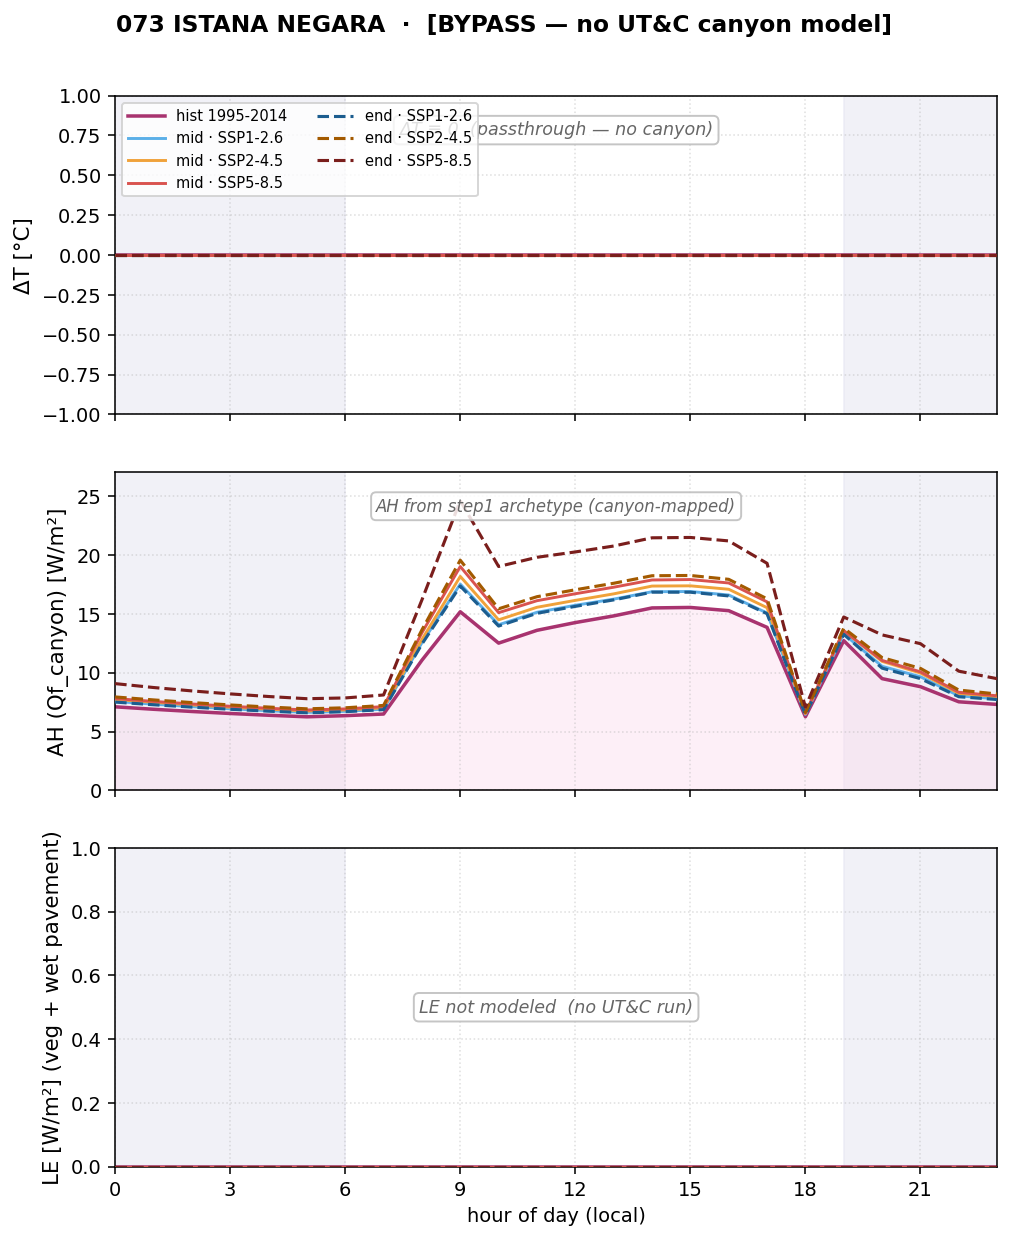 073 ISTANA NEGARA · [BYPASS — no UT&C canyon model]
1.00
0.75
0.50
0.25
0.00
−0.25
−0.50
−0.75
−1.00
ΔT [°C]
hist 1995-2014
mid · SSP1-2.6
mid · SSP2-4.5
mid · SSP5-8.5
end · SSP1-2.6
end · SSP2-4.5
end · SSP5-8.5
(passthrough — no canyon)
25
20
15
10
5
0
AH (Qf_canyon) [W/m²]
AH from step1 archetype (canyon-mapped)
1.0
0.8
0.6
0.4
0.2
0.0
LE [W/m²] (veg + wet pavement)
LE not modeled (no UT&C run)
0 3 6 9 12 15 18 21
hour of day (local)